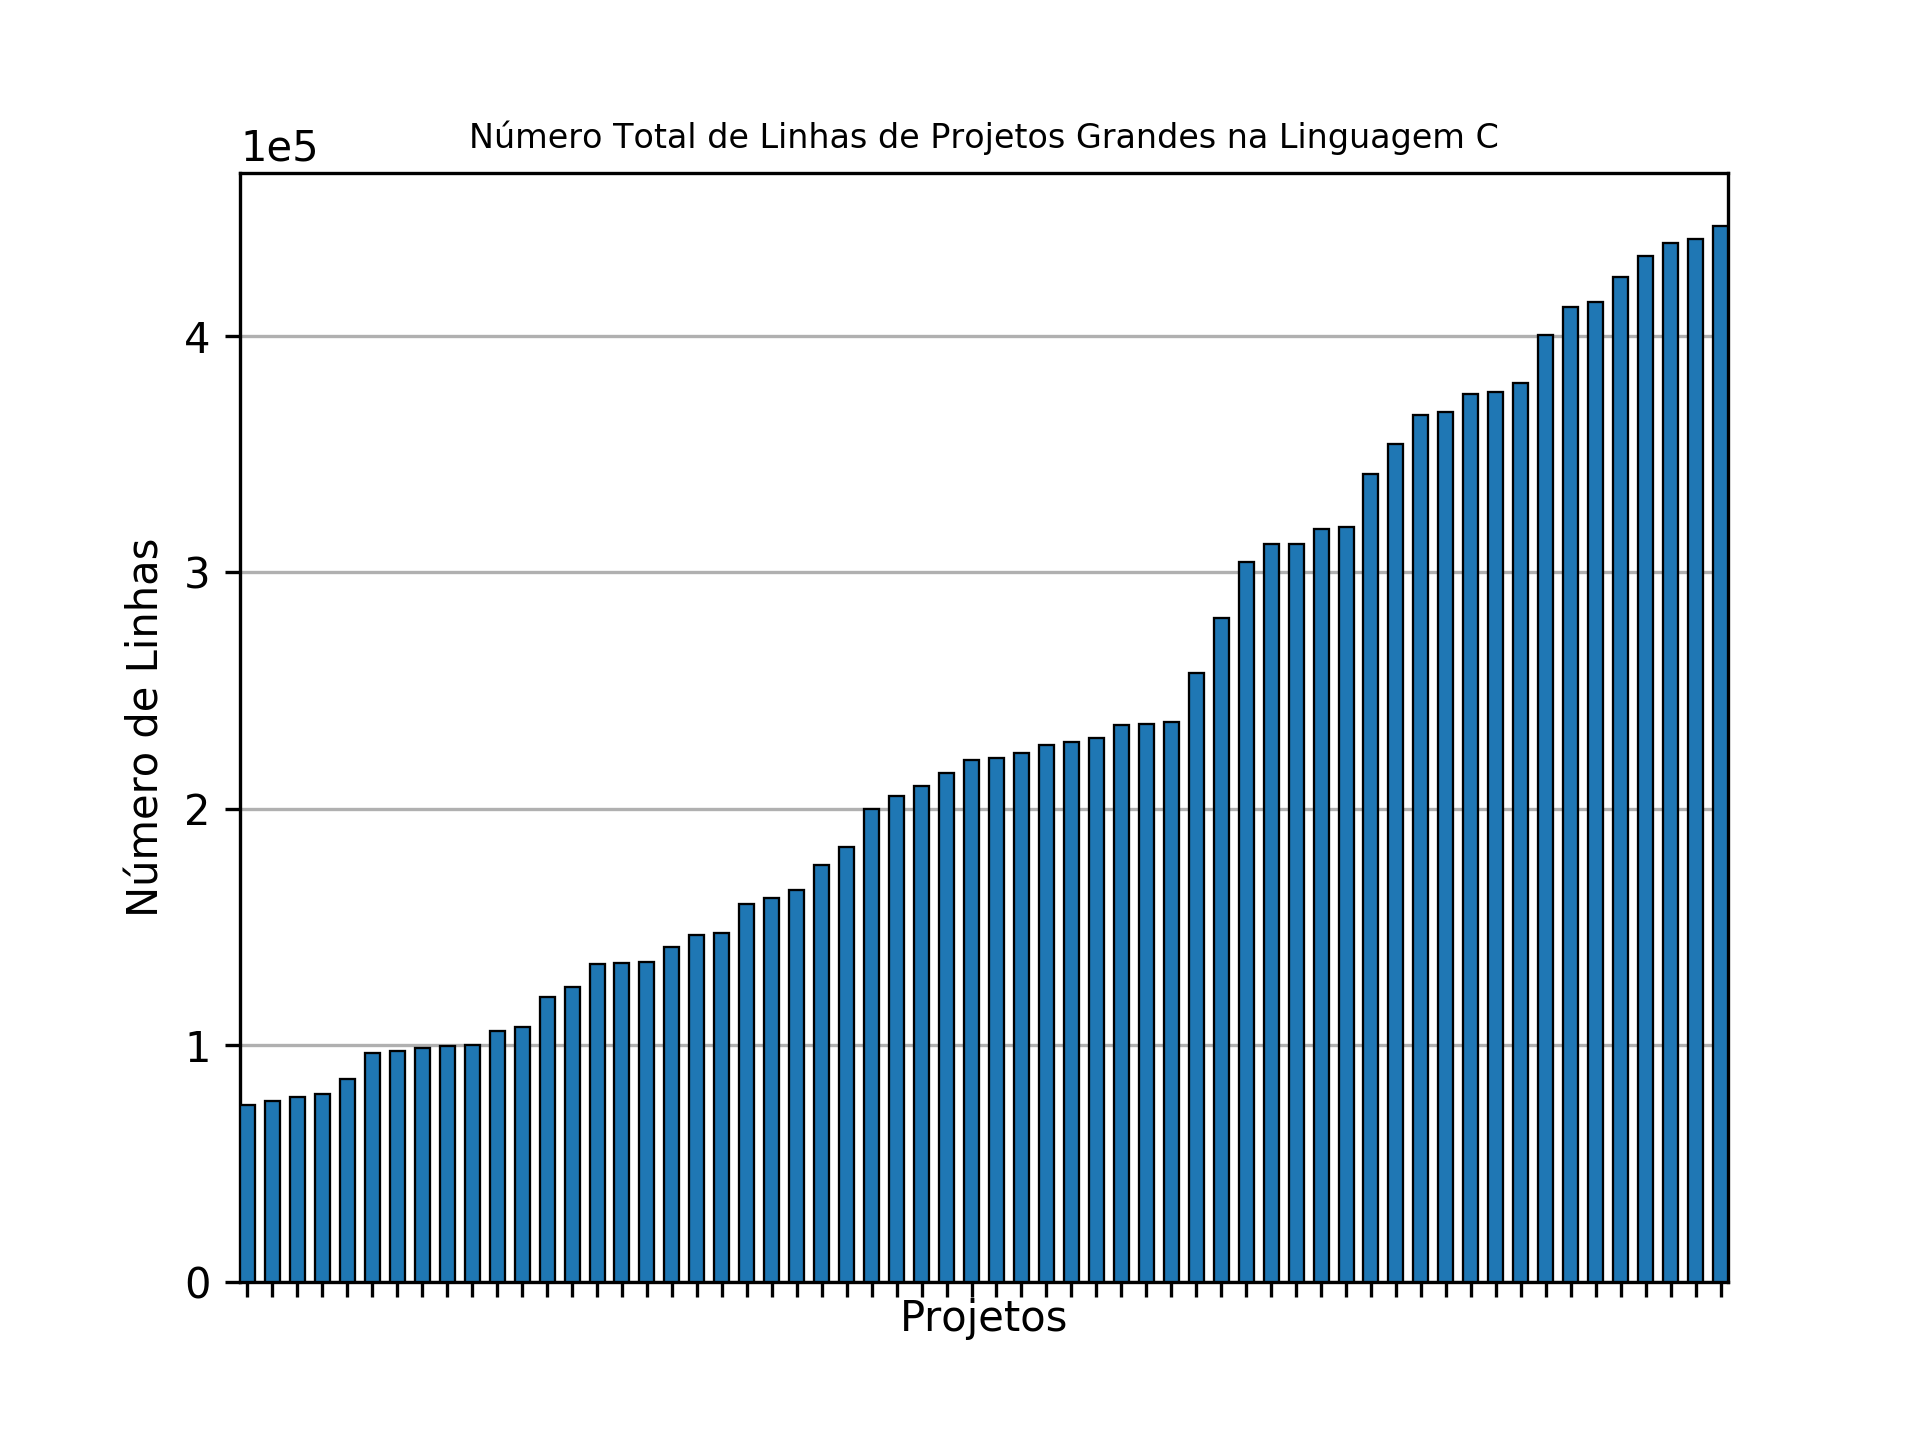 1e5
Número Total de Linhas de Projetos Grandes na Linguagem C
4
3
2
1
0
Número de Linhas
Projetos